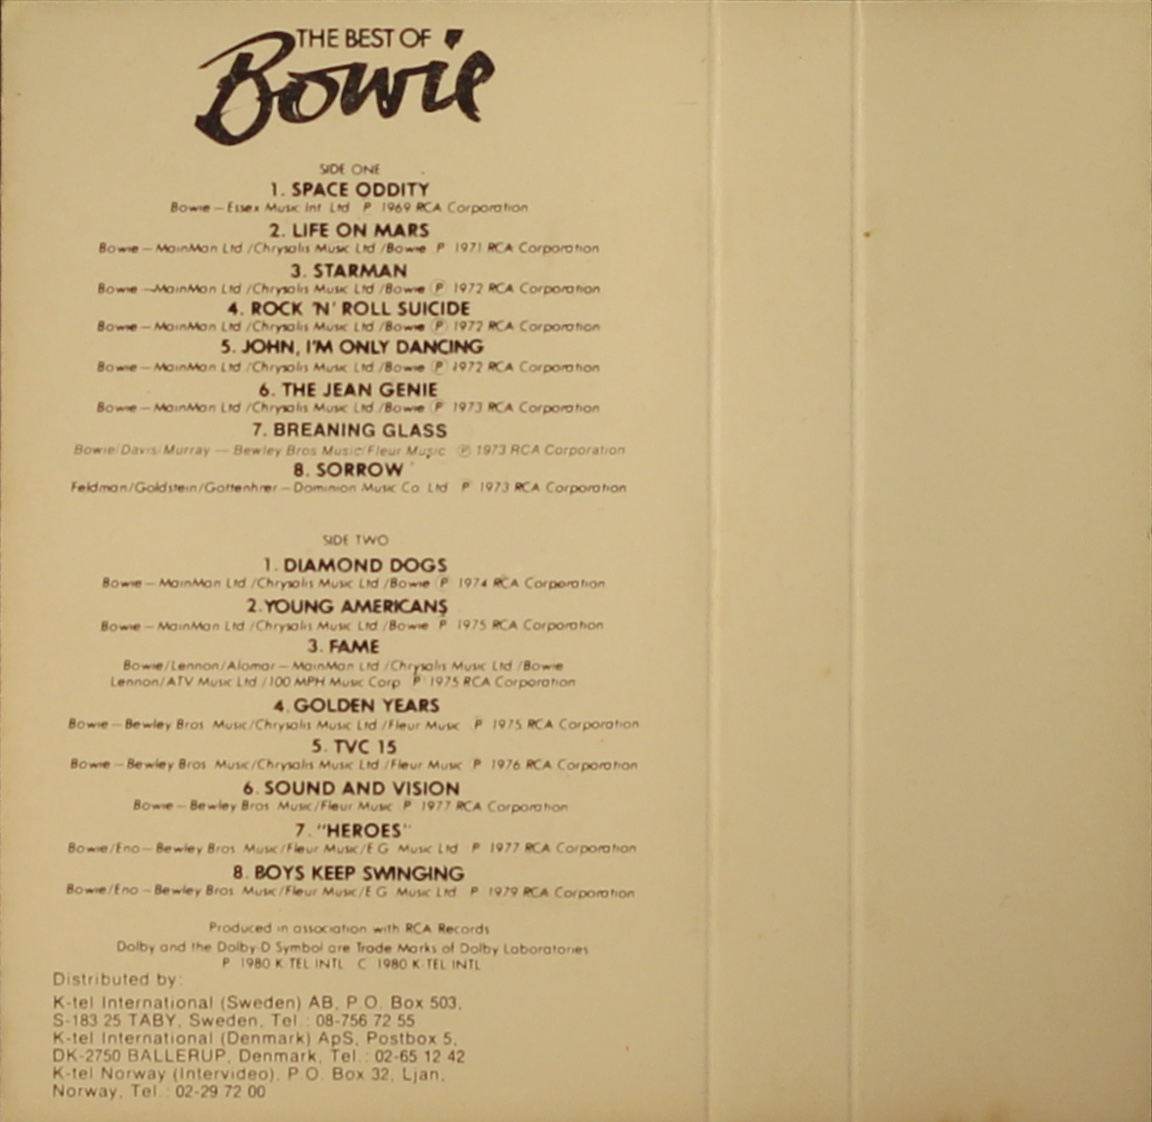 THE BEST OF
Bowie
SIDE ONE
1. SPACE ODDITY
Bowie – Essex Music Int Ltd P 1969 RCA Corporation
2. LIFE ON MARS
Bowie – MainMan Ltd /Chrysalis Music Ltd /Bowie P 1971 RCA Corporation
3. STARMAN
Bowie – MainMan Ltd /Chrysalis Music Ltd /Bowie Ⓟ 1972 RCA Corporation
4. ROCK 'N' ROLL SUICIDE
Bowie – MainMan Ltd /Chrysalis Music Ltd /Bowie Ⓟ 1972 RCA Corporation
5. JOHN, I'M ONLY DANCING
Bowie – MainMan Ltd /Chrysalis Music Ltd /Bowie Ⓟ 1972 RCA Corporation
6. THE JEAN GENIE
Bowie – MainMan Ltd /Chrysalis Music Ltd /Bowie Ⓟ 1973 RCA Corporation
7. BREANING GLASS
Bowie/Davis/Murray — Bewley Bros Music/Fleur Music Ⓟ 1973 RCA Corporation
8. SORROW
Feldman/Goldstein/Gottenhrer – Dominion Music Co Ltd P 1973 RCA Corporation
SIDE TWO
1. DIAMOND DOGS
Bowie – MainMan Ltd /Chrysalis Music Ltd /Bowie P 1974 RCA Corporation
2. YOUNG AMERICANS
Bowie – MainMan Ltd /Chrysalis Music Ltd /Bowie P 1975 RCA Corporation
3. FAME
Bowie/Lennon/Alomar – MainMan Ltd /Chrysalis Music Ltd /Bowie
Lennon/ATV Music Ltd /100 MPH Music Corp P 1975 RCA Corporation
4. GOLDEN YEARS
Bowie – Bewley Bros Music/Chrysalis Music Ltd /Fleur Music P 1975 RCA Corporation
5. TVC 15
Bowie – Bewley Bros Music/Chrysalis Music Ltd /Fleur Music P 1976 RCA Corporation
6. SOUND AND VISION
Bowie – Bewley Bros Music/Fleur Music P 1977 RCA Corporation
7. "HEROES"
Bowie/Eno – Bewley Bros Music/Fleur Music/E G Music Ltd P 1977 RCA Corporation
8. BOYS KEEP SWINGING
Bowie/Eno – Bewley Bros Music/Fleur Music/E G Music Ltd P 1979 RCA Corporation
Produced in association with RCA Records
Dolby and the Dolby D Symbol are Trade Marks of Dolby Laboratories
P 1980 K TEL INTL C 1980 K TEL INTL
Distributed by:
K-tel International (Sweden) AB, P.O. Box 503,
S-183 25 TABY, Sweden, Tel.: 08-756 72 55
K-tel International (Denmark) ApS, Postbox 5,
DK-2750 BALLERUP, Denmark, Tel.: 02-65 12 42
K-tel Norway (Intervideo), P.O. Box 32, Ljan,
Norway, Tel.: 02-29 72 00